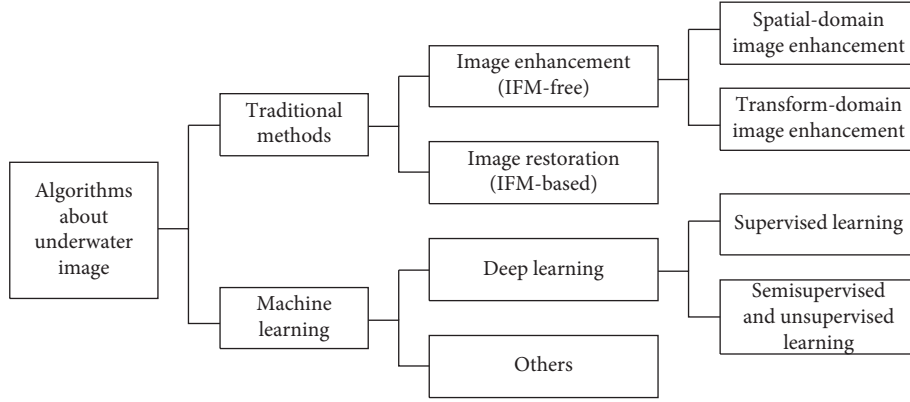 Algorithms
about
underwater
image
Traditional
methods
Machine
learning
Image enhancement
(IFM-free)
Image restoration
(IFM-based)
Deep learning
Others
Spatial-domain
image enhancement
Transform-domain
image enhancement
Supervised learning
Semisupervised
and unsupervised
learning